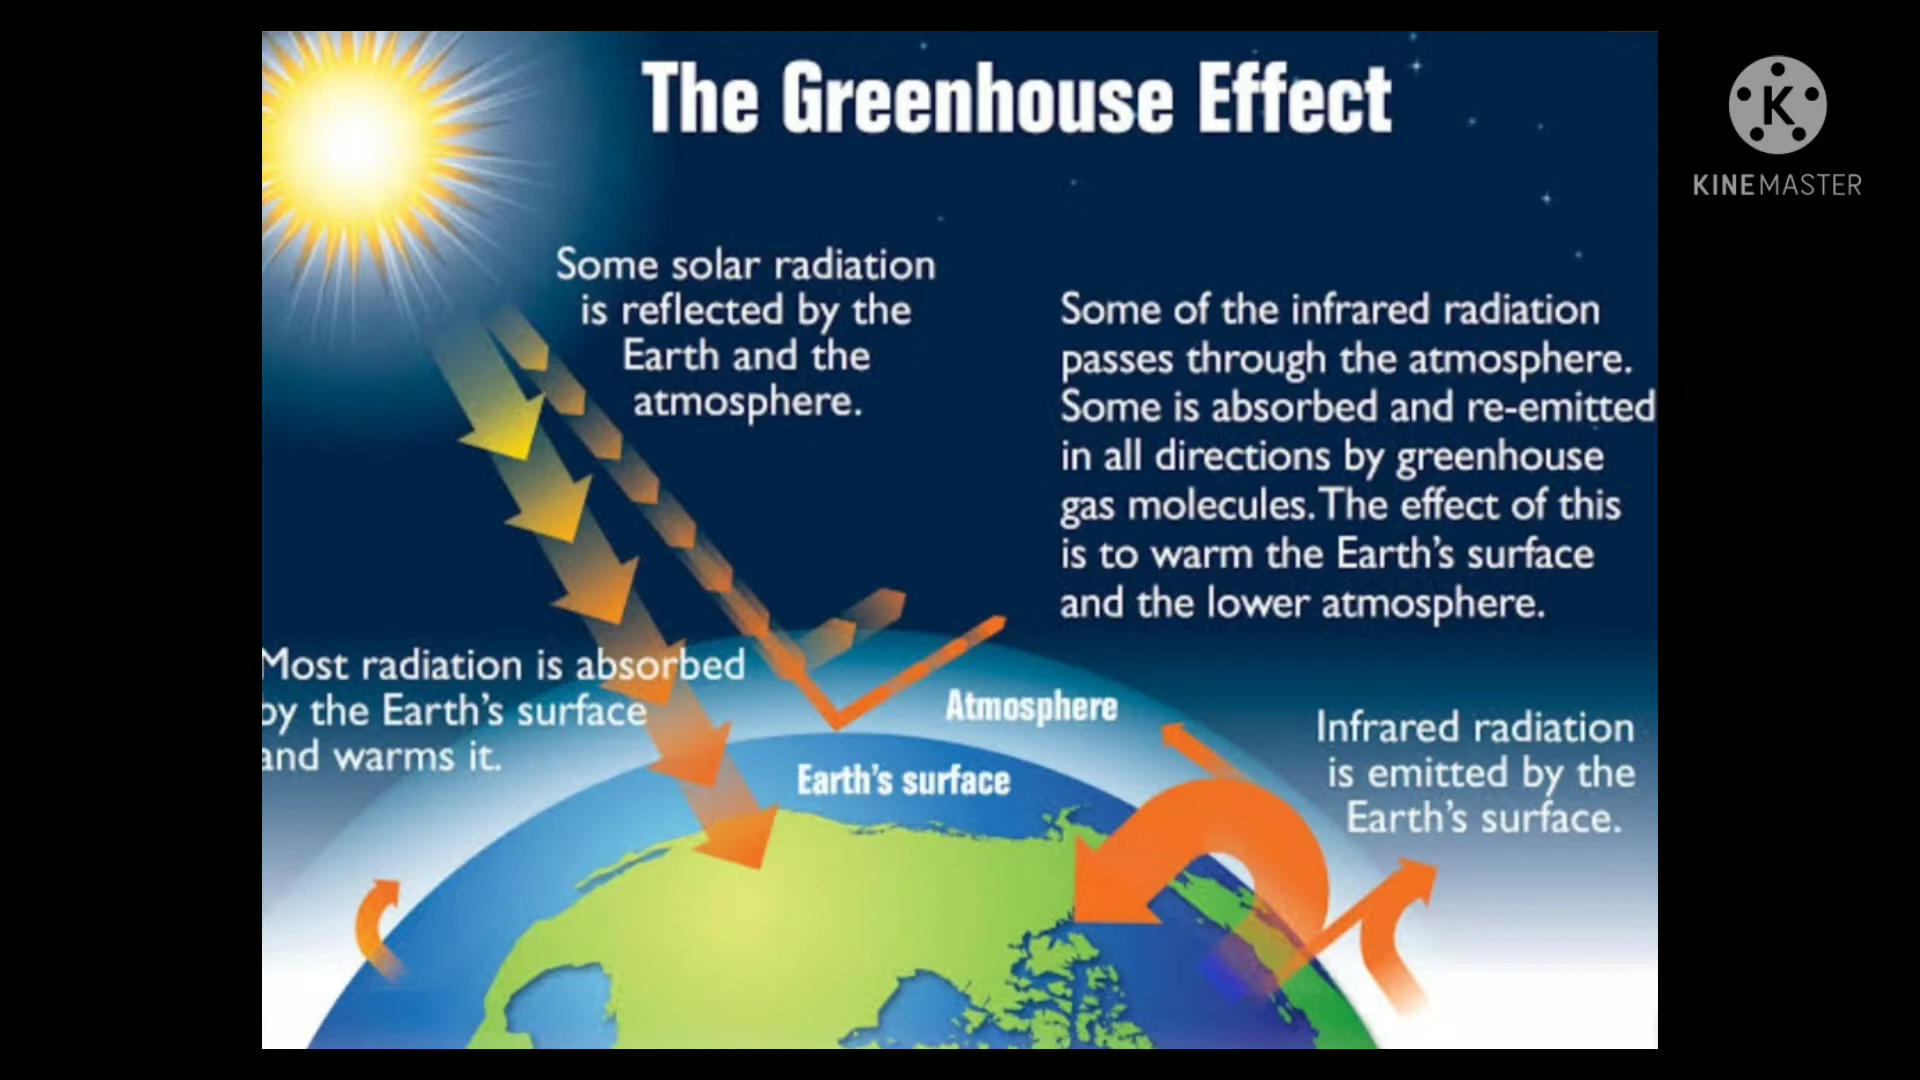 The Greenhouse Effect
K
KINEMASTER
Some solar radiation
is reflected by the
Earth and the
atmosphere.
Some of the infrared radiation
passes through the atmosphere.
Some is absorbed and re-emitted
in all directions by greenhouse
gas molecules. The effect of this
is to warm the Earth's surface
and the lower atmosphere.
Most radiation is absorbed
by the Earth's surface
and warms it.
Atmosphere
Earth's surface
Infrared radiation
is emitted by the
Earth's surface.